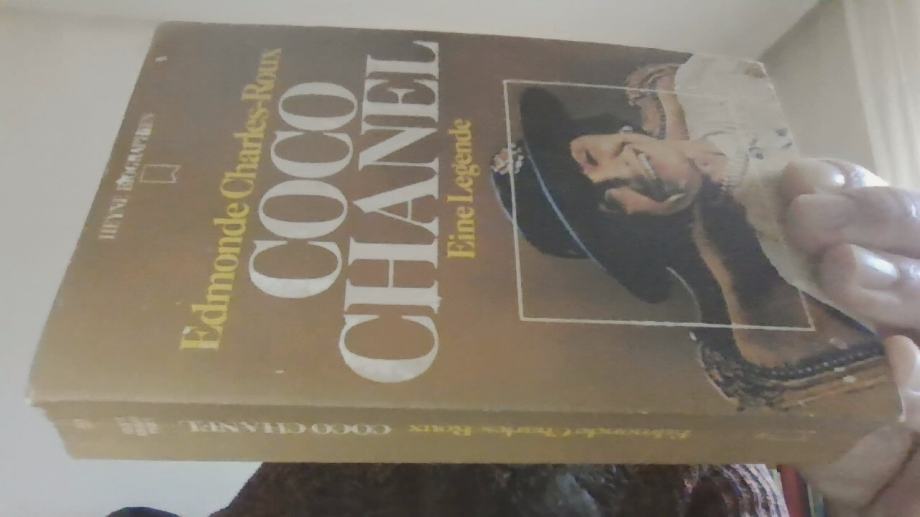 HEYNE BIOGRAPHIEN
Edmonde Charles-Roux
COCO
CHANEL
Eine Legende
Edmonde Charles-Roux COCO CHANEL